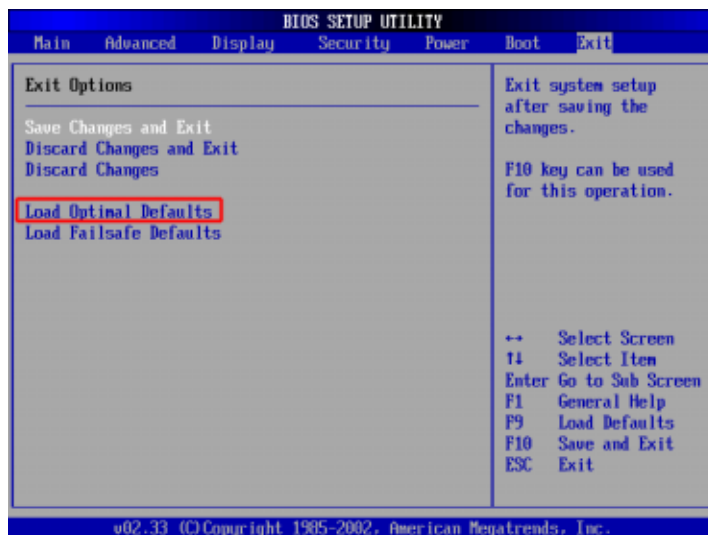 BIOS SETUP UTILITY
Main Advanced Display Security Power Boot Exit
Exit Options
Save Changes and Exit
Discard Changes and Exit
Discard Changes
Load Optimal Defaults
Load Failsafe Defaults
Exit system setup
after saving the
changes.
F10 key can be used
for this operation.
↔ Select Screen
↑↓ Select Item
Enter Go to Sub Screen
F1 General Help
F9 Load Defaults
F10 Save and Exit
ESC Exit
v02.33 (C)Copyright 1985-2002, American Megatrends, Inc.